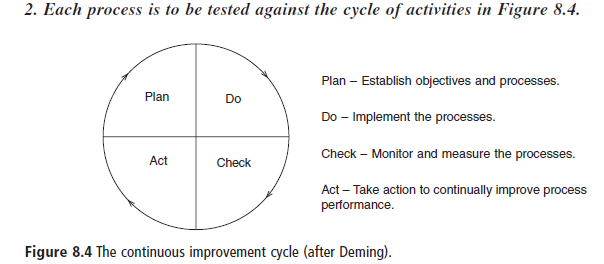 2. Each process is to be tested against the cycle of activities in Figure 8.4.
Plan
Do
Act
Check
Plan – Establish objectives and processes.
Do – Implement the processes.
Check – Monitor and measure the processes.
Act – Take action to continually improve process
performance.
Figure 8.4 The continuous improvement cycle (after Deming).